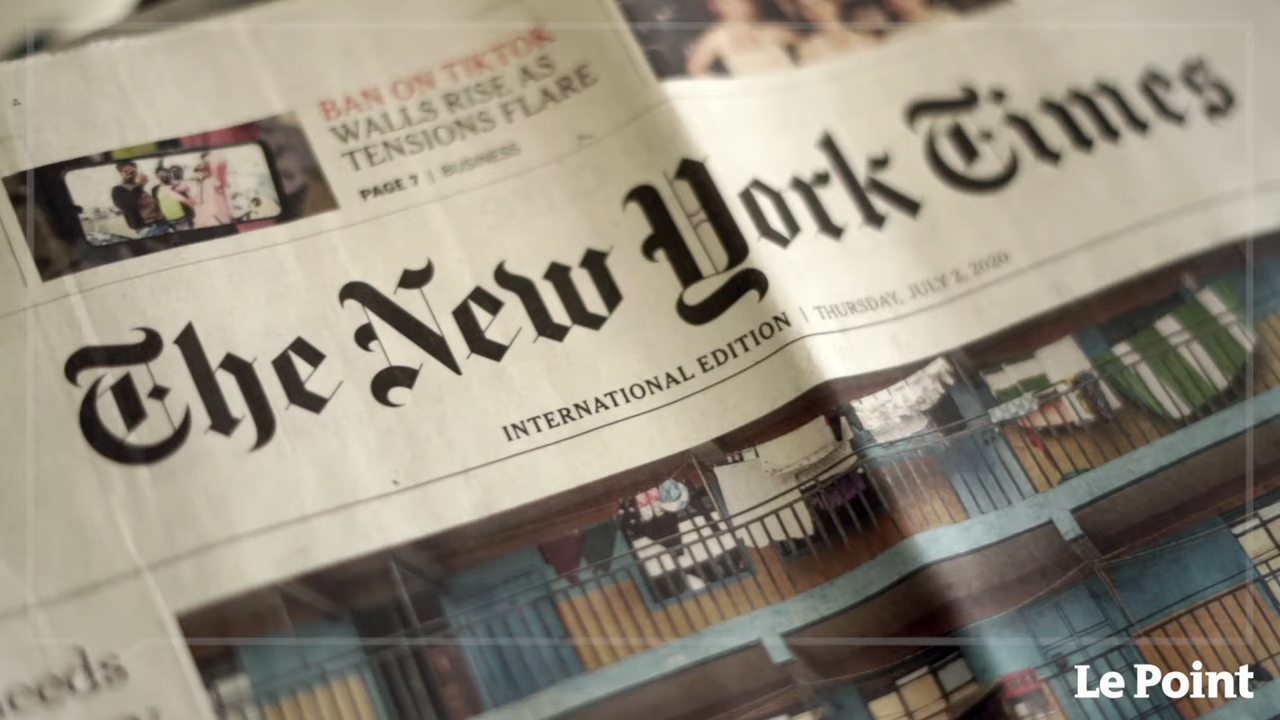 BAN ON TIKTOK
WALLS RISE AS
TENSIONS FLARE
PAGE 7 | BUSINESS
The New York Times
INTERNATIONAL EDITION | THURSDAY, JULY 2, 2020
Le Point